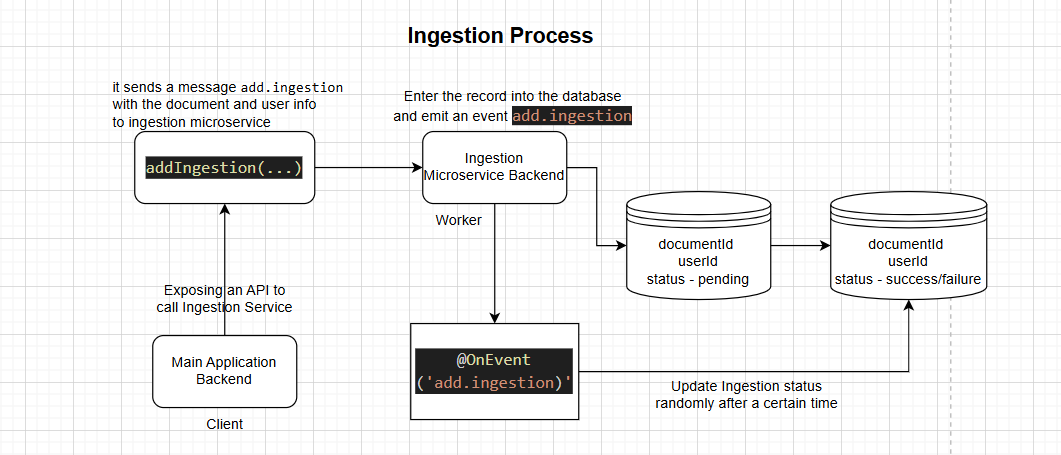 Ingestion Process
it sends a message add.ingestion
with the document and user info
to ingestion microservice
Enter the record into the database
and emit an event add.ingestion
addIngestion(...)
Ingestion
Microservice Backend
Worker
documentId
userId
status - pending
documentId
userId
status - success/failure
Exposing an API to
call Ingestion Service
Main Application
Backend
Client
@OnEvent
('add.ingestion)'
Update Ingestion status
randomly after a certain time